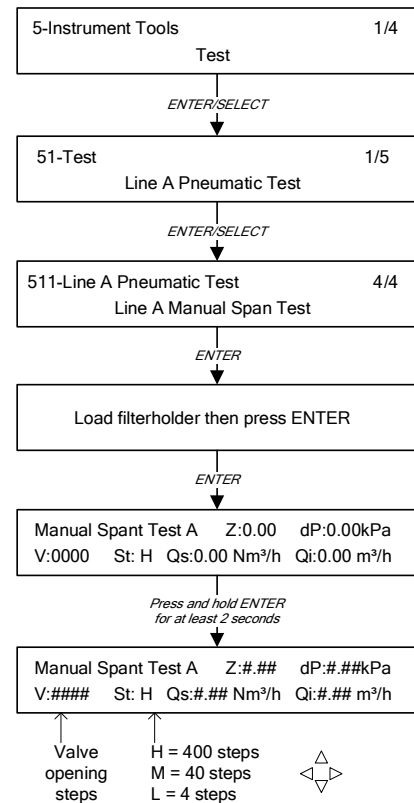 5-Instrument Tools 1/4
Test
ENTER/SELECT
51-Test 1/5
Line A Pneumatic Test
ENTER/SELECT
511-Line A Pneumatic Test 4/4
Line A Manual Span Test
ENTER
Load filterholder then press ENTER
ENTER
Manual Spant Test A Z:0.00 dP:0.00kPa
V:0000 St: H Qs:0.00 Nm³/h Qi:0.00 m³/h
Press and hold ENTER
for at least 2 seconds
Manual Spant Test A Z:#.## dP:#.##kPa
V:#### St: H Qs:#.## Nm³/h Qi:#.## m³/h
Valve
opening
steps
H = 400 steps
M = 40 steps
L = 4 steps